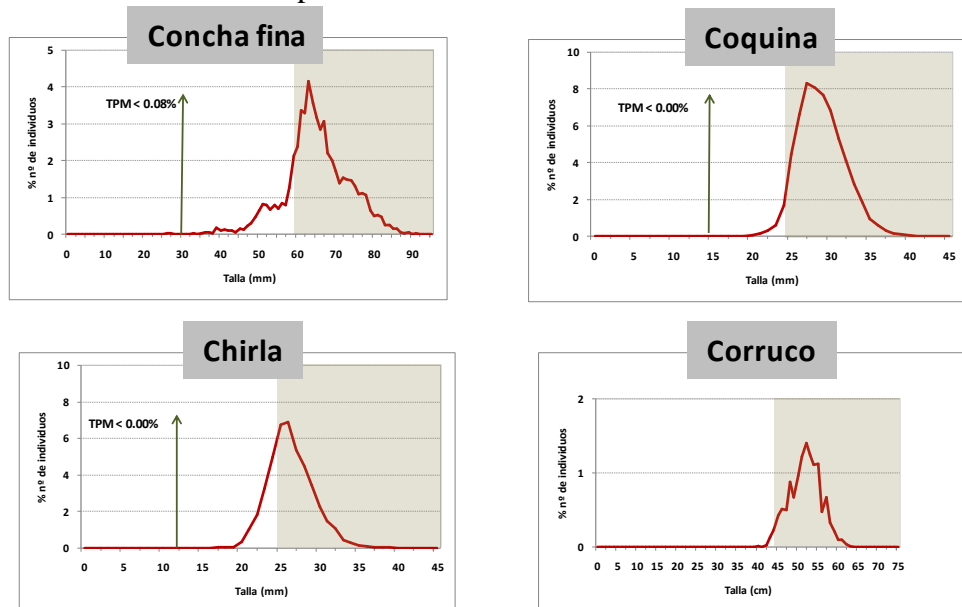 Concha fina
5
4
3
2
1
0
% nº de individuos
TPM < 0.08%
0 10 20 30 40 50 60 70 80 90
Talla (mm)
Coquina
10
8
6
4
2
0
% nº de individuos
TPM < 0.00%
0 5 10 15 20 25 30 35 40 45
Talla (mm)
Chirla
10
8
6
4
2
0
% nº de individuos
TPM < 0.00%
0 5 10 15 20 25 30 35 40 45
Talla (mm)
Corruco
2
1
0
% nº de individuos
0 5 10 15 20 25 30 35 40 45 50 55 60 65 70 75
Talla (cm)